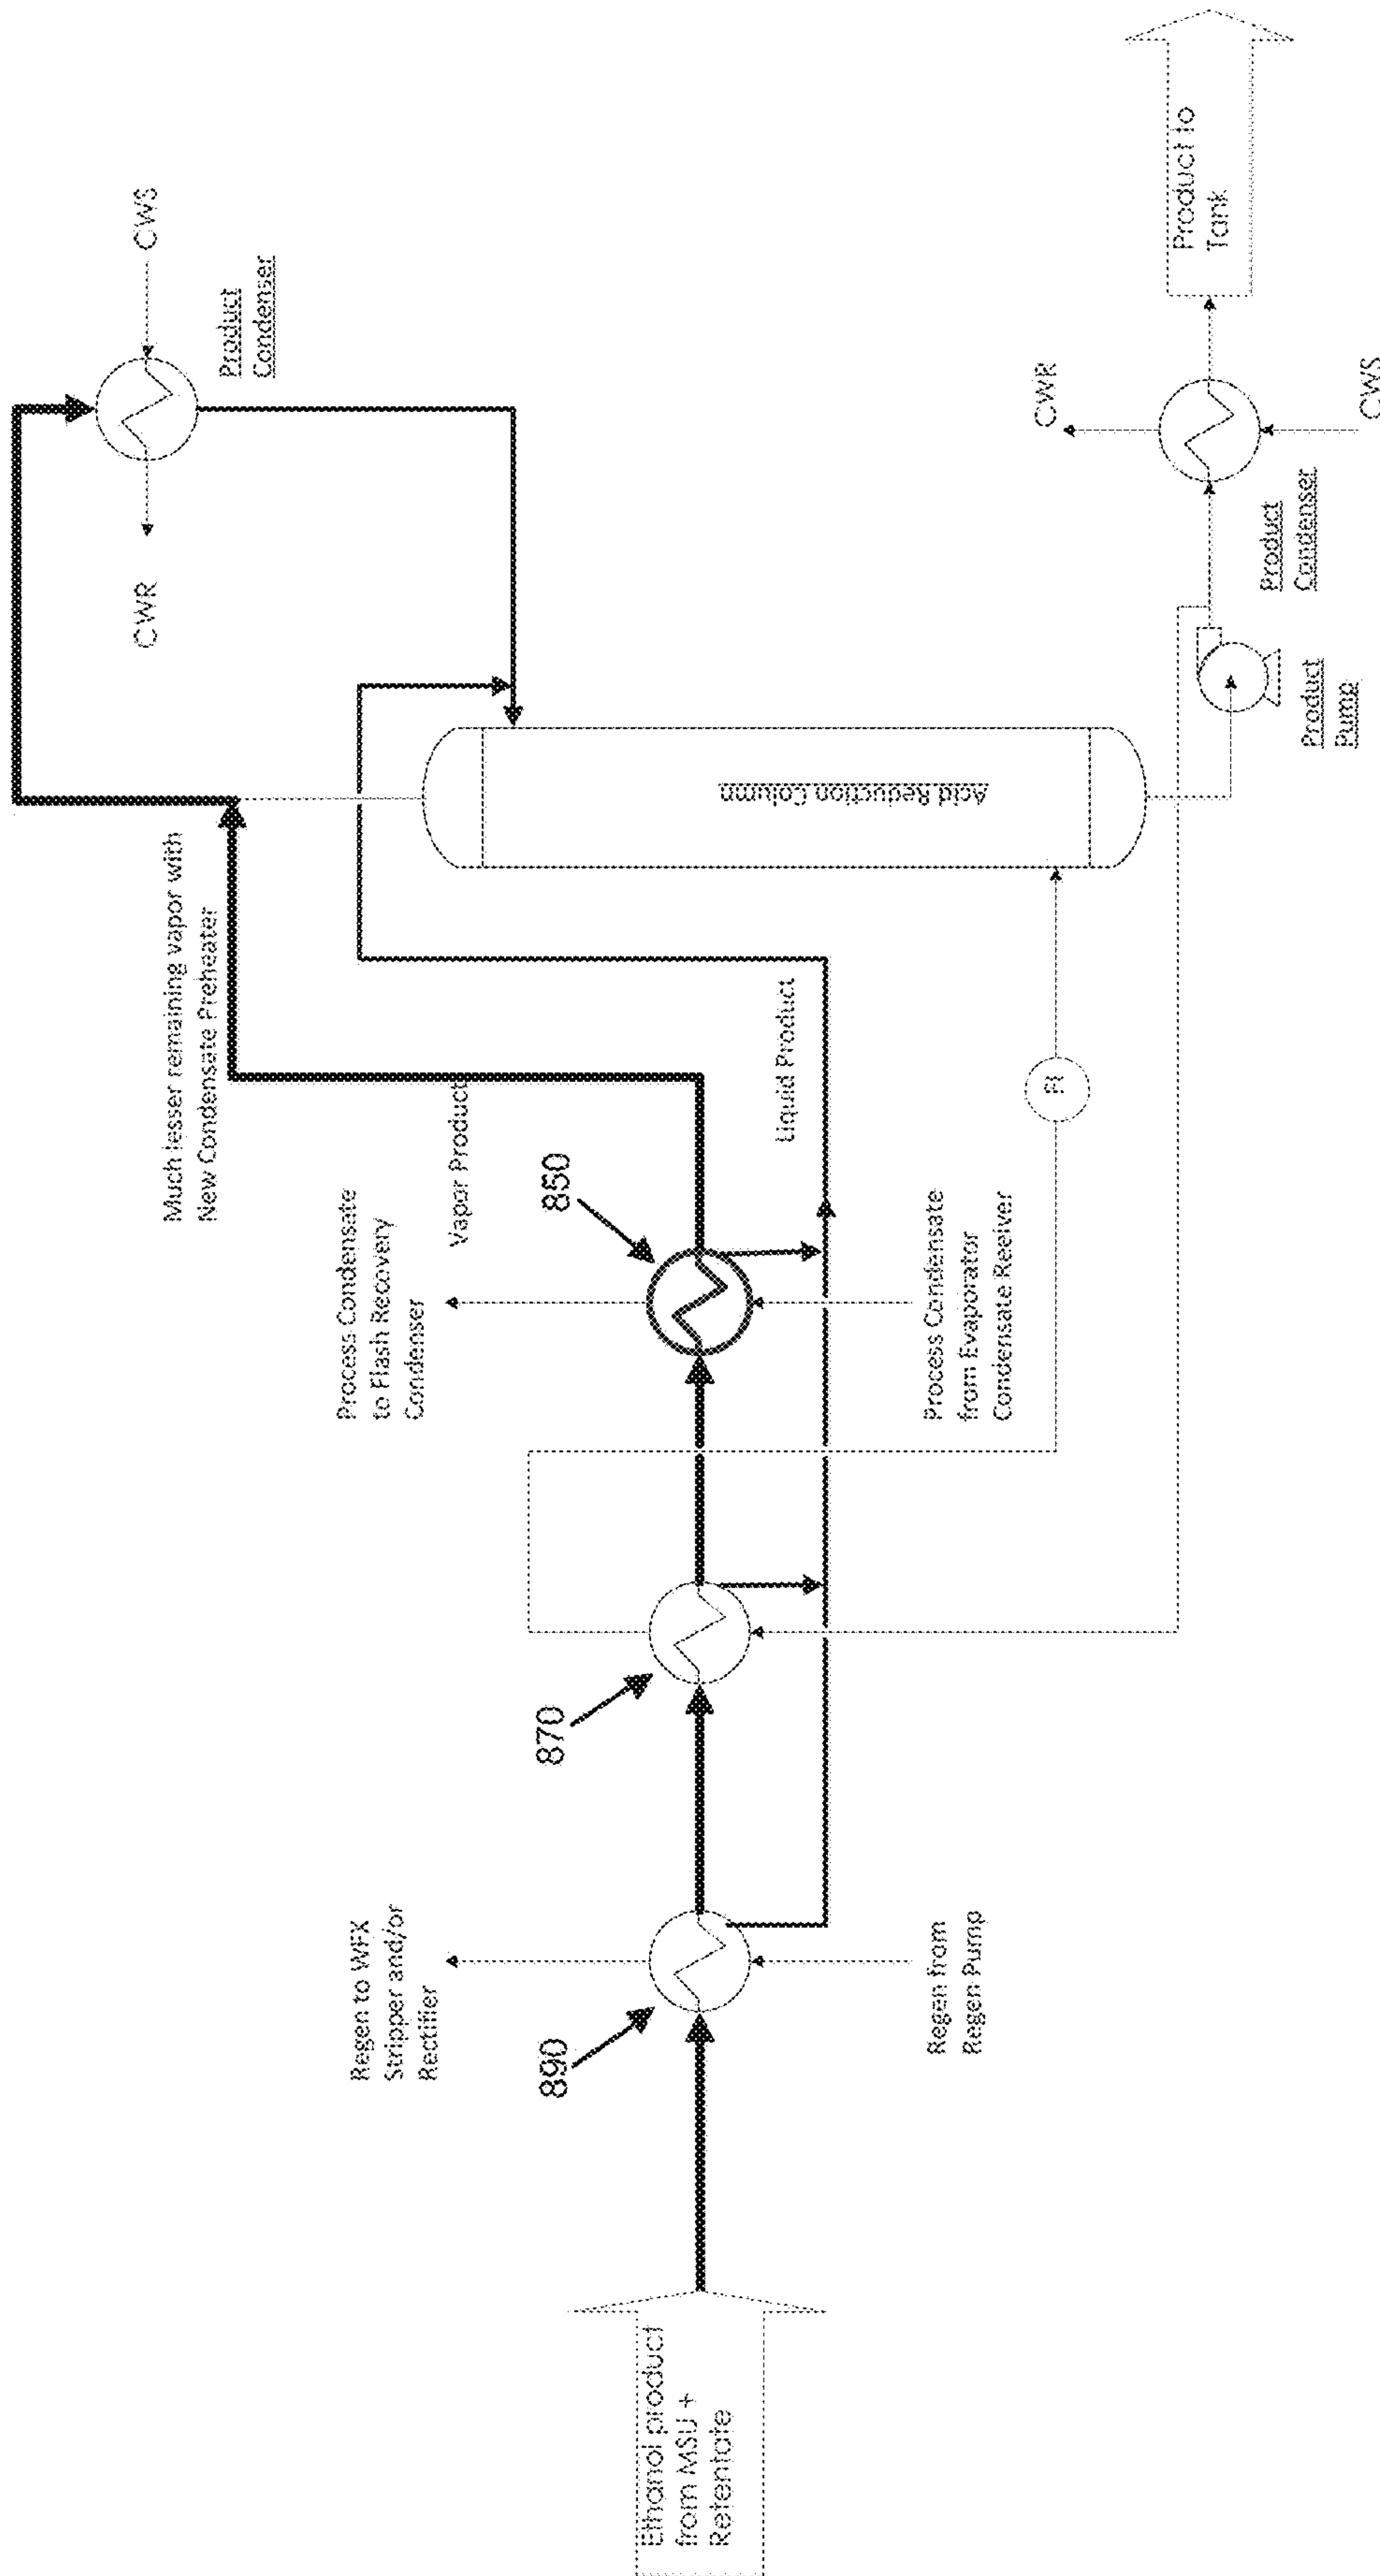 Ethanol product
from MSU +
Retentate
890
Regen to WFX
Stripper and/or
Rectifier
Regen from
Regen Pump
870
850
Process Condensate
to Flash Recovery
Condenser
Process Condensate
from Evaporator
Condensate Reeiver
Vapor Product
Liquid Product
Much lesser remaining vapor with
New Condensate Preheater
FI
Acid Reduction Column
CWR
CWS
Product
Condenser
Product
Pump
Product
Condenser
CWR
CWS
Product to
Tank